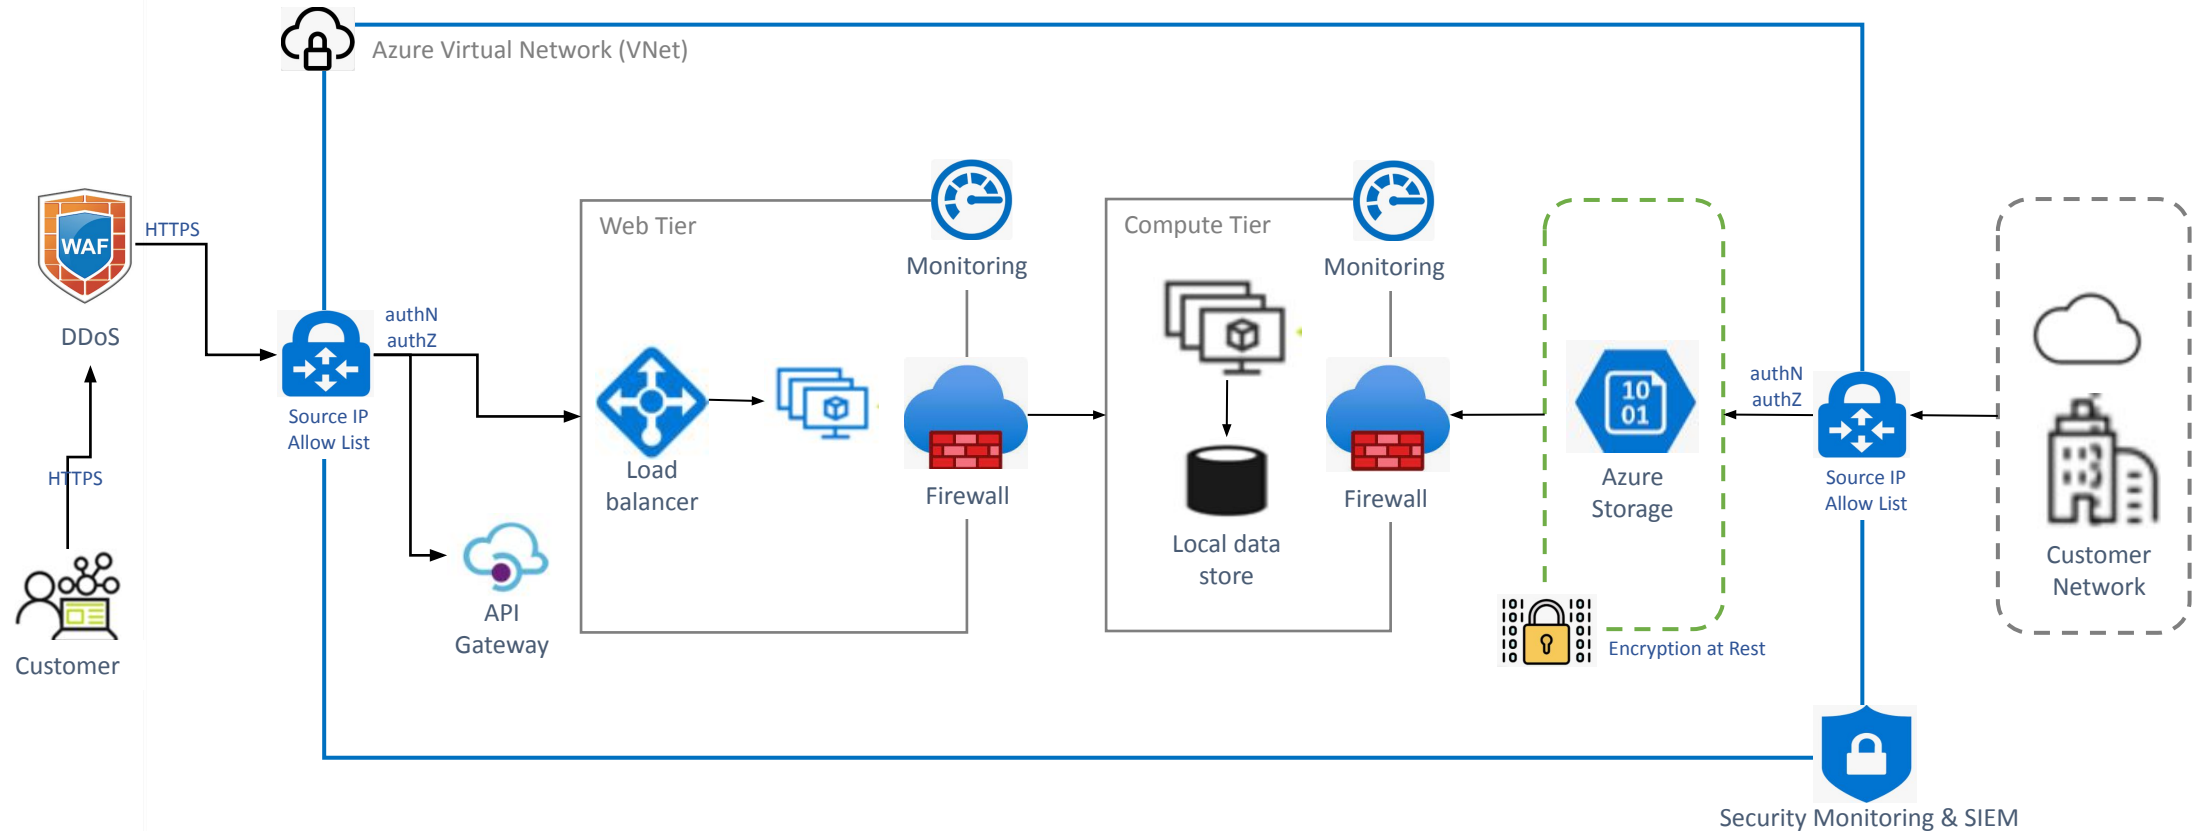 Azure Virtual Network (VNet)
WAF
HTTPS
DDoS
HTTPS
Customer
Source IP
Allow List
authN
authZ
API
Gateway
Web Tier
Monitoring
Load
balancer
Firewall
Compute Tier
Monitoring
Local data
store
Firewall
10
01
Azure
Storage
Encryption at Rest
authN
authZ
Source IP
Allow List
Customer
Network
Security Monitoring & SIEM